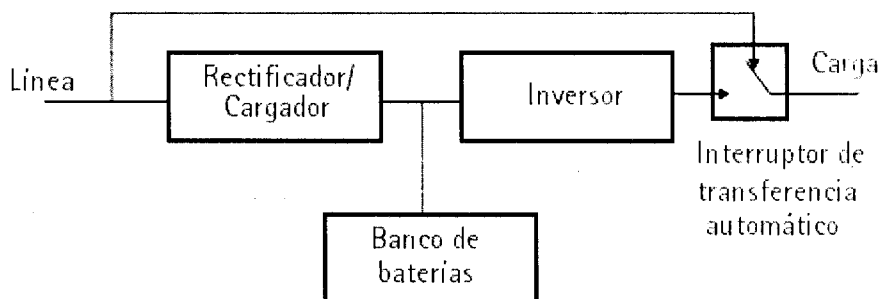 Línea
Rectificador/
Cargador
Inversor
Carga
Interruptor de
transferencia
automático
Banco de
baterías